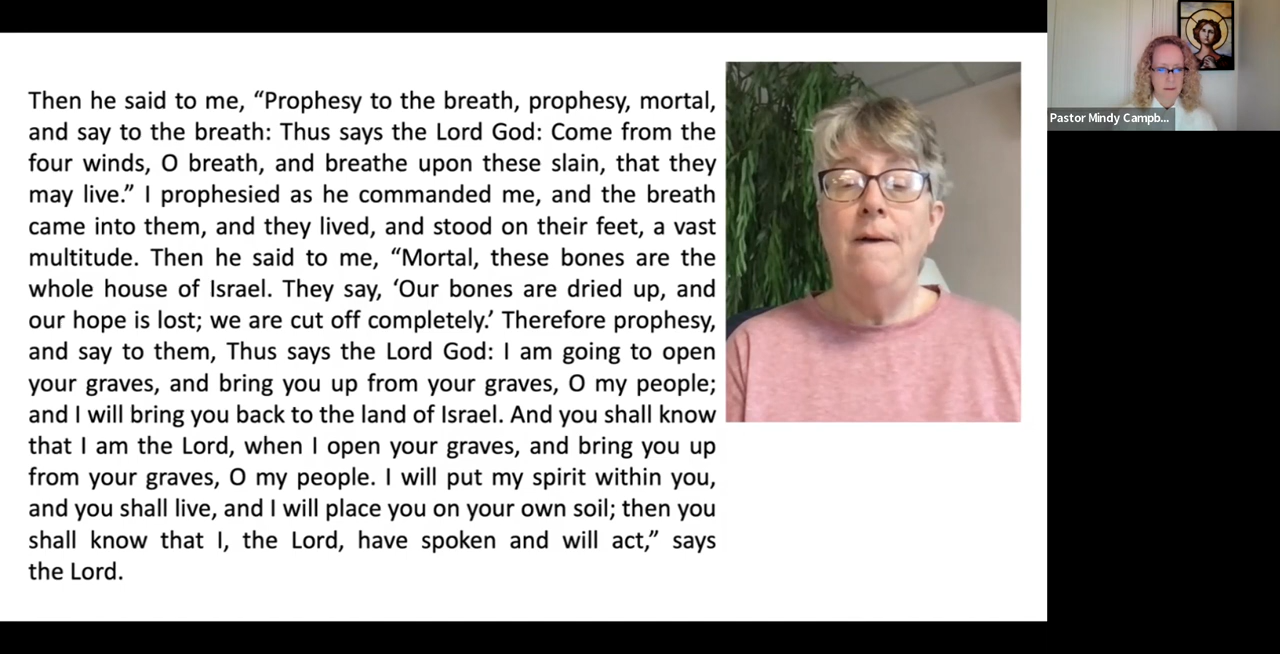 Then he said to me, “Prophesy to the breath, prophesy, mortal,
and say to the breath: Thus says the Lord God: Come from the
four winds, O breath, and breathe upon these slain, that they
may live.” I prophesied as he commanded me, and the breath
came into them, and they lived, and stood on their feet, a vast
multitude. Then he said to me, “Mortal, these bones are the
whole house of Israel. They say, ‘Our bones are dried up, and
our hope is lost; we are cut off completely.’ Therefore prophesy,
and say to them, Thus says the Lord God: I am going to open
your graves, and bring you up from your graves, O my people;
and I will bring you back to the land of Israel. And you shall know
that I am the Lord, when I open your graves, and bring you up
from your graves, O my people. I will put my spirit within you,
and you shall live, and I will place you on your own soil; then you
shall know that I, the Lord, have spoken and will act,” says
the Lord.
Pastor Mindy Campb...